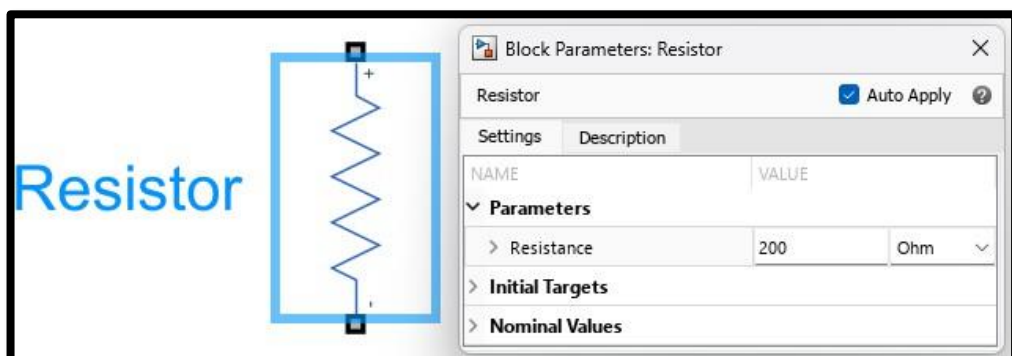 Resistor
+
-
Block Parameters: Resistor
Resistor Auto Apply
Settings Description
NAME VALUE
Parameters
Resistance 200 Ohm
Initial Targets
Nominal Values